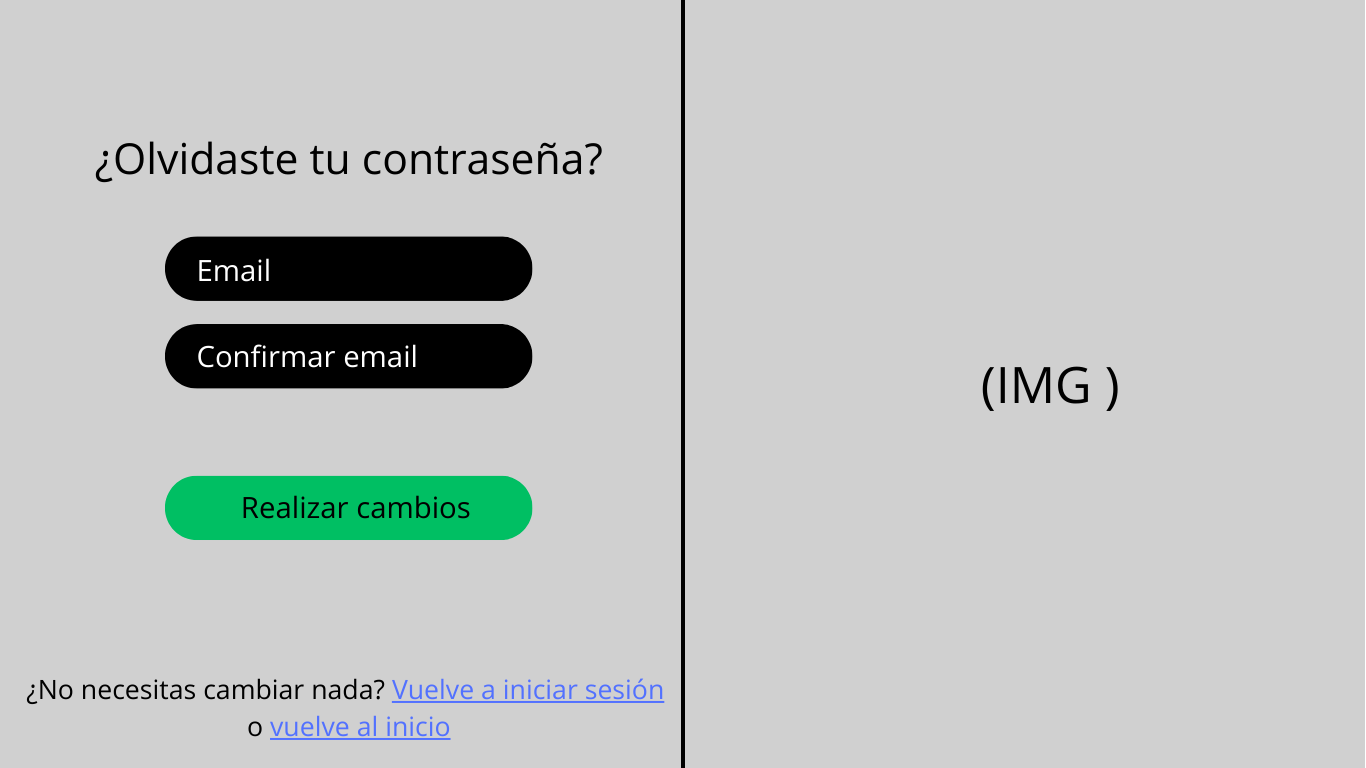 ¿Olvidaste tu contraseña?
Email
Confirmar email
(IMG )
Realizar cambios
¿No necesitas cambiar nada? Vuelve a iniciar sesión
o vuelve al inicio